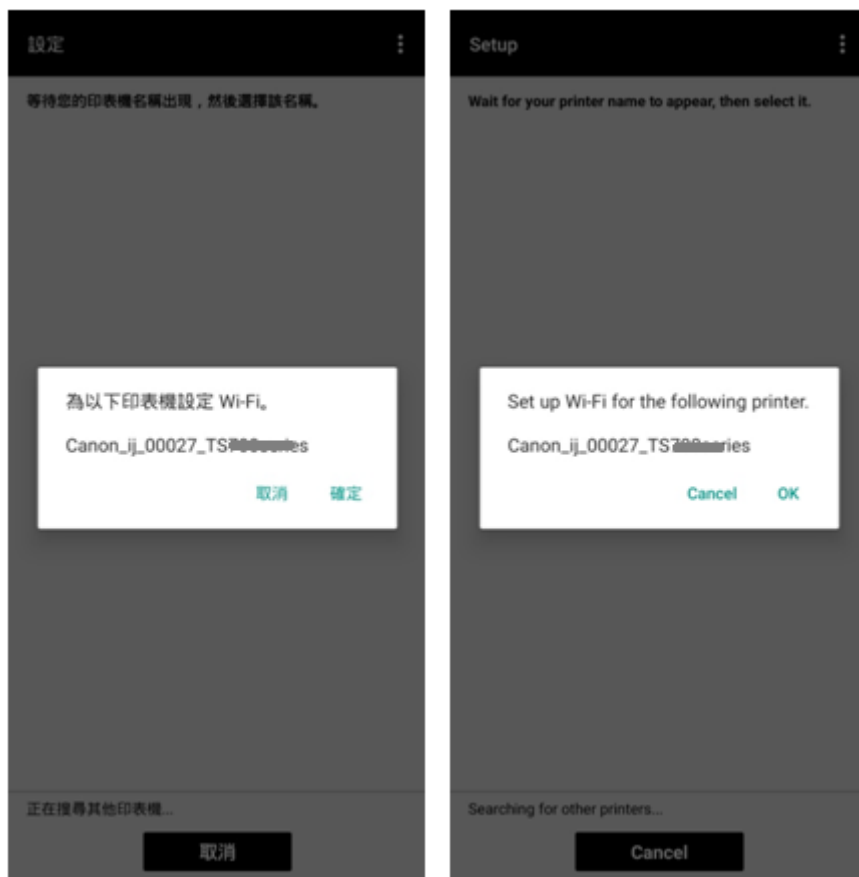 設定
等待您的印表機名稱出現，然後選擇該名稱。
為以下印表機設定 Wi-Fi。
Canon_ij_00027_TS
取消 確定
正在搜尋其他印表機...
取消
Setup
Wait for your printer name to appear, then select it.
Set up Wi-Fi for the following printer.
Canon_ij_00027_TS
Cancel OK
Searching for other printers...
Cancel